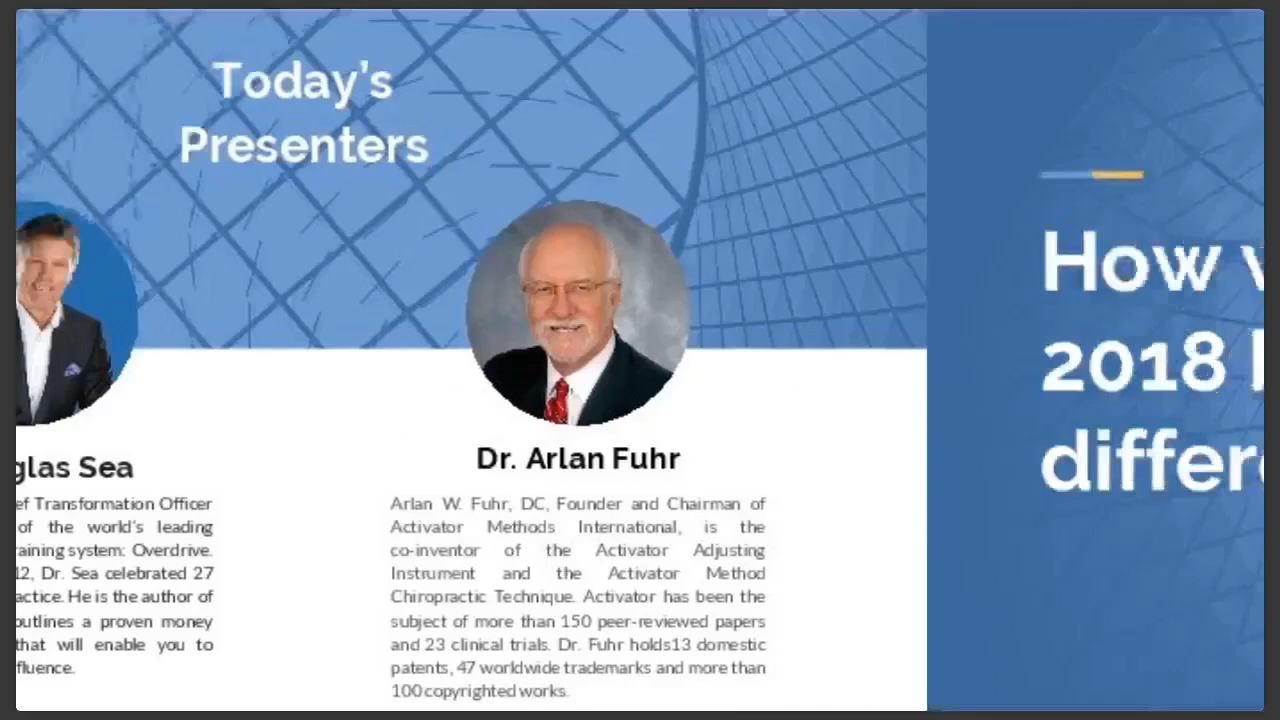 Today's
Presenters
glas Sea
ef Transformation Officer
of the world's leading
raining system: Overdrive.
12, Dr. Sea celebrated 27
actice. He is the author of
outlines a proven money
that will enable you to
fluence.
Dr. Arlan Fuhr
Arlan W. Fuhr, DC, Founder and Chairman of
Activator Methods International, is the
co-inventor of the Activator Adjusting
Instrument and the Activator Method
Chiropractic Technique. Activator has been the
subject of more than 150 peer-reviewed papers
and 23 clinical trials. Dr. Fuhr holds13 domestic
patents, 47 worldwide trademarks and more than
100 copyrighted works.
How
2018
differ